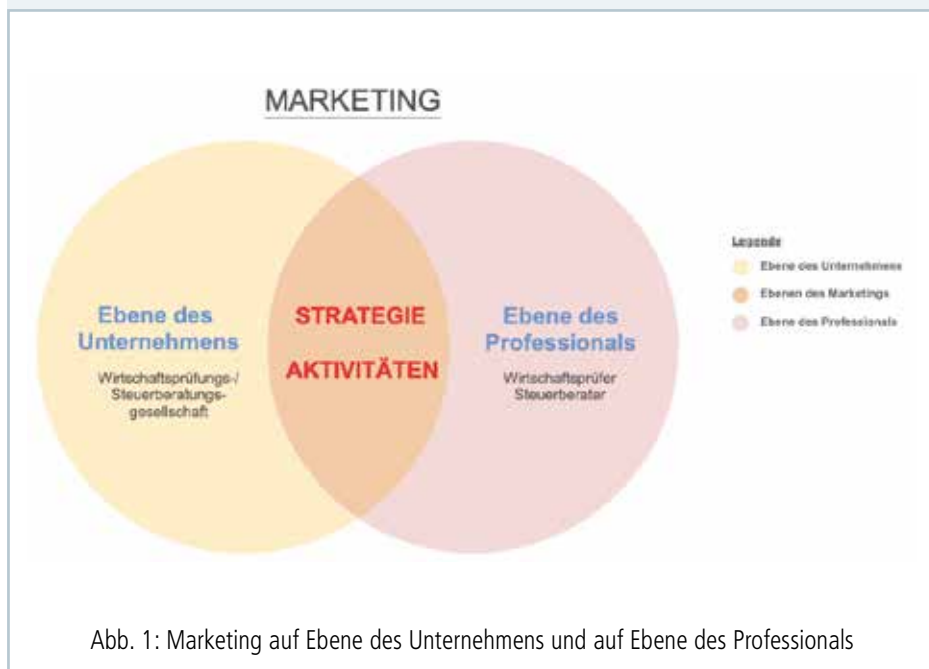 MARKETING
Ebene des
Unternehmens
Wirtschaftsprüfungs-/
Steuerberatungs-
gesellschaft
STRATEGIE
AKTIVITÄTEN
Ebene des
Professionals
Wirtschaftsprüfer
Steuerberater
Legende
Ebene des Unternehmens
Ebenen des Marketings
Ebene des Professionals
Abb. 1: Marketing auf Ebene des Unternehmens und auf Ebene des Professionals